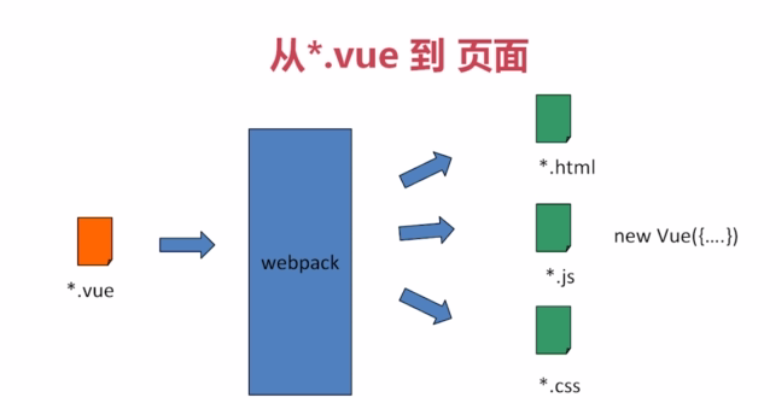 从*.vue 到 页面
*.html
*.vue
webpack
*.js
new Vue({....})
*.css